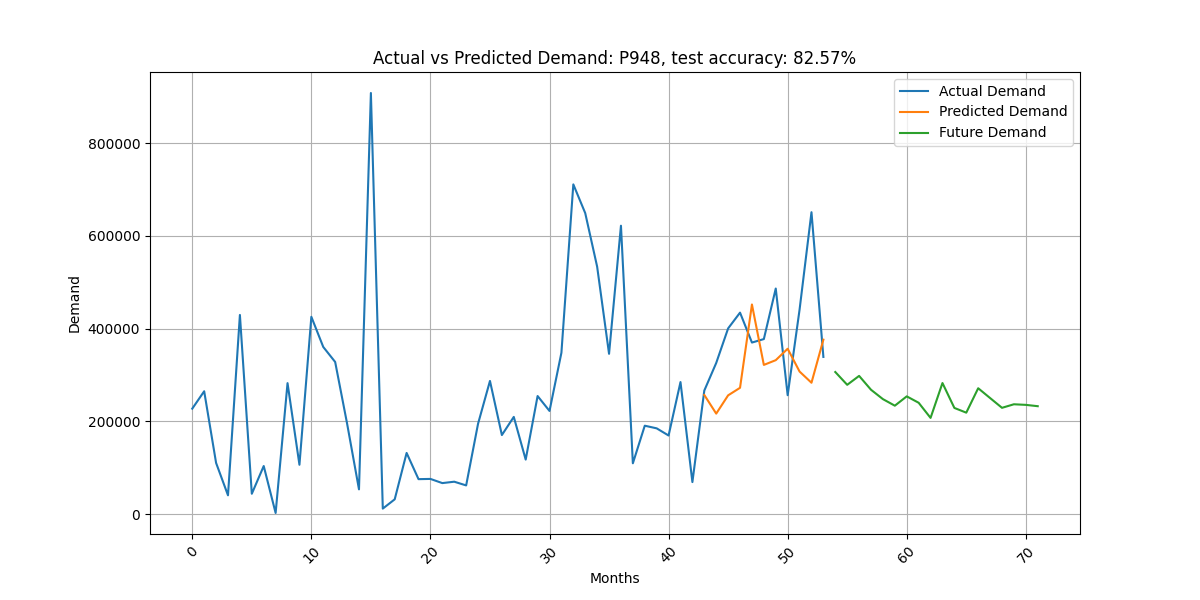 Actual vs Predicted Demand: P948, test accuracy: 82.57%
Actual Demand
Predicted Demand
Future Demand
800000
600000
400000
200000
0
Demand
0 10 20 30 40 50 60 70
Months